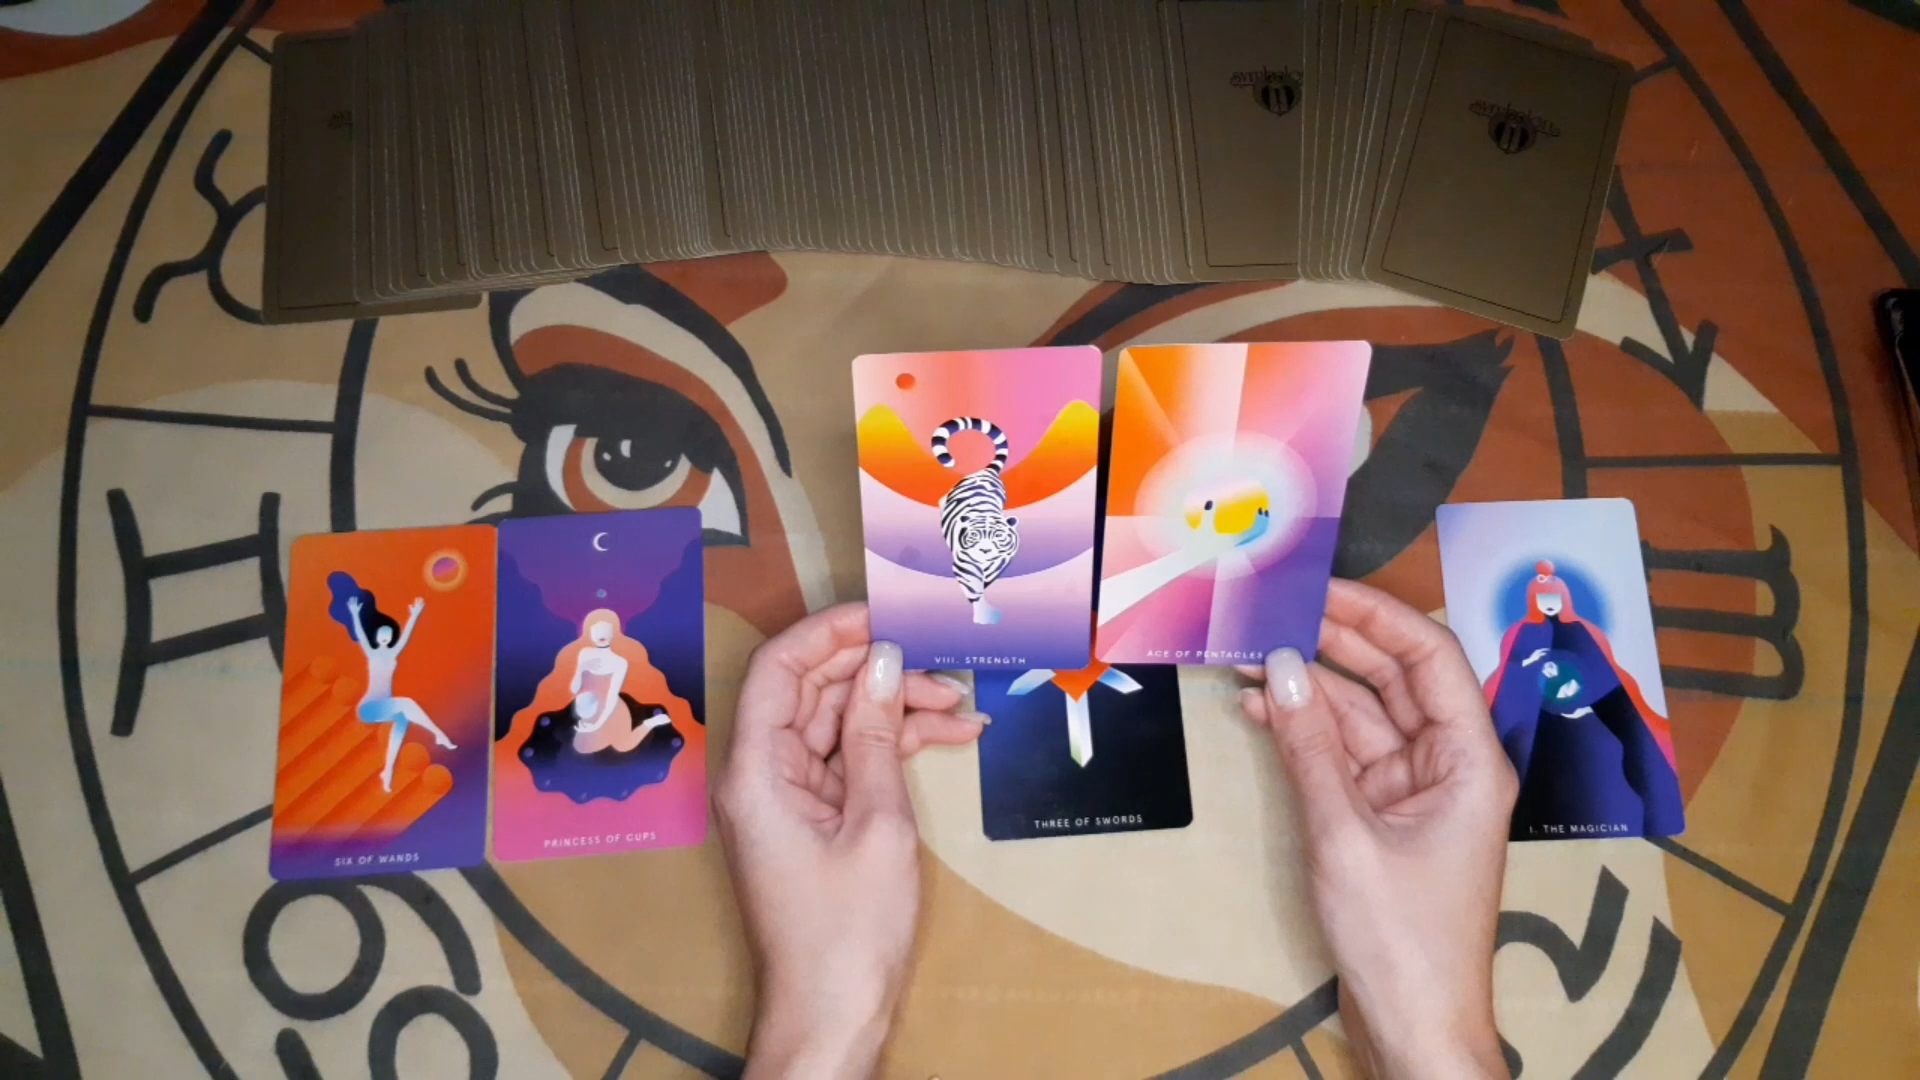 VIII. STRENGTH
ACE OF PENTACLES
SIX OF WANDS
PRINCESS OF CUPS
THREE OF SWORDS
I. THE MAGICIAN